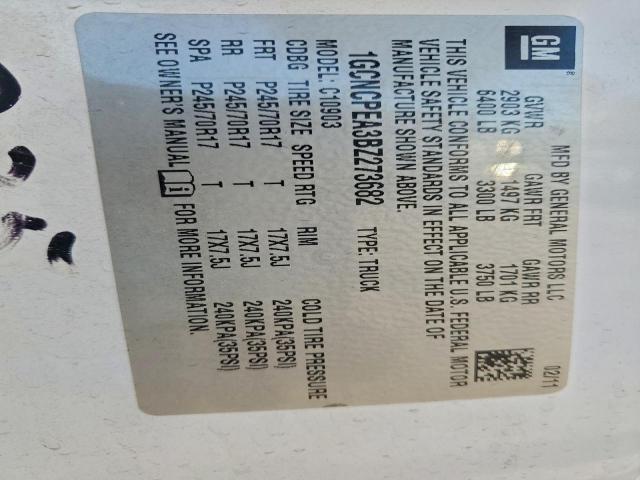 GM
MFD BY GENERAL MOTORS LLC 02/11
GVWR GAWR FRT GAWR RR
2903 KG 1497 KG 1701 KG
6400 LB 3300 LB 3750 LB
THIS VEHICLE CONFORMS TO ALL APPLICABLE U.S. FEDERAL MOTOR
VEHICLE SAFETY STANDARDS IN EFFECT ON THE DATE OF
MANUFACTURE SHOWN ABOVE.
1GCNCPEA3BZ273682 TYPE: TRUCK
MODEL: C10903
CDBG TIRE SIZE SPEED RTG RIM COLD TIRE PRESSURE
FRT P245/70R17 T 17X7.5J 240KPA(35PSI)
RR P245/70R17 T 17X7.5J 240KPA(35PSI)
SPA P245/70R17 T 17X7.5J 240KPA(35PSI)
SEE OWNER'S MANUAL FOR MORE INFORMATION.